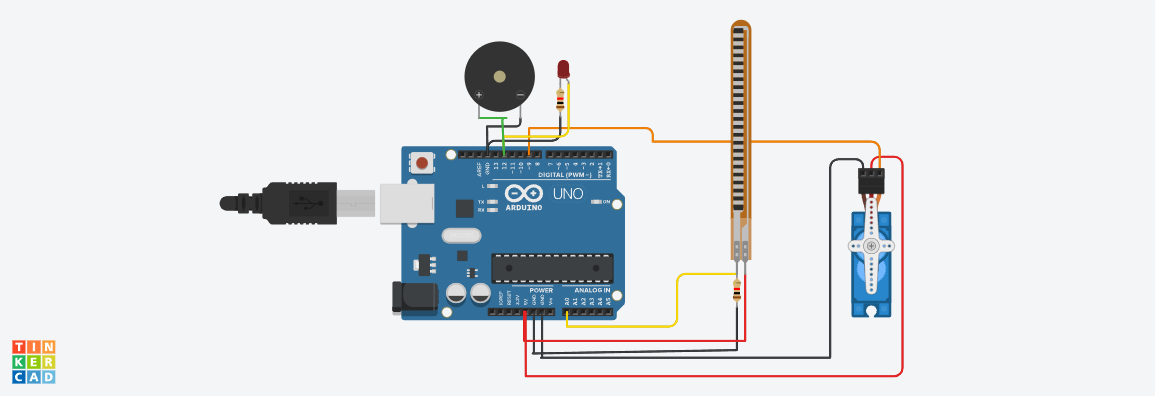 AREF
GND
13
12
~11
~10
~9
8
7
~6
~5
4
~3
2
TX→1
RX←0
DIGITAL (PWM~)
L
TX
RX
UNO
ARDUINO
ON
POWER
ANALOG IN
IOREF
RESET
3.3V
5V
GND
GND
Vin
A0
A1
A2
A3
A4
A5
TIN
KER
CAD